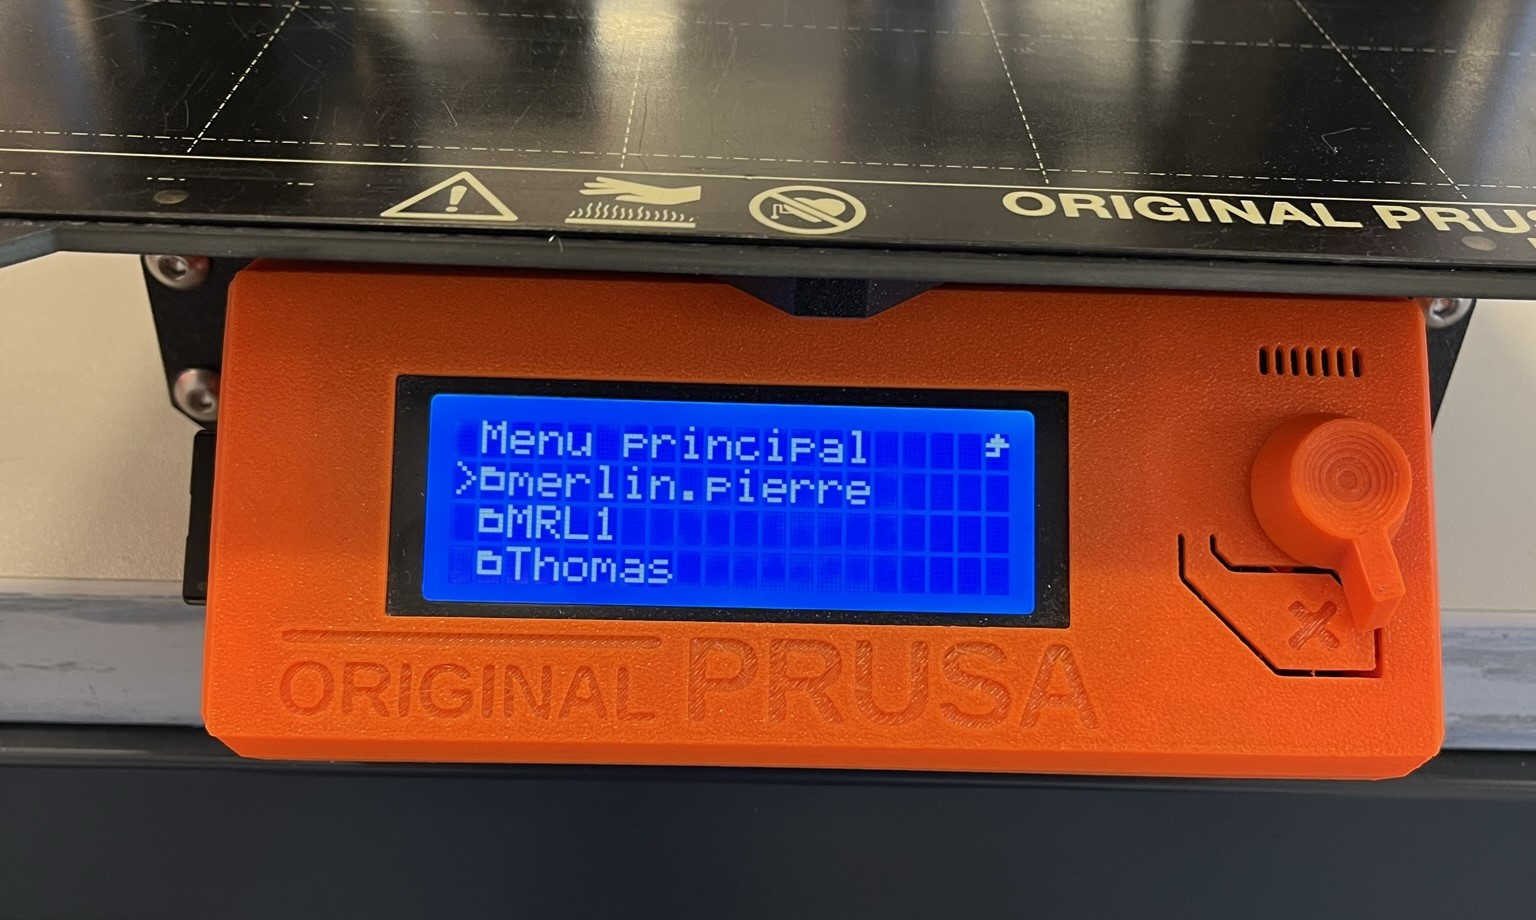 ORIGINAL PRUS
Menu principal
>merlin.pierre
MRL1
Thomas
ORIGINAL PRUSA